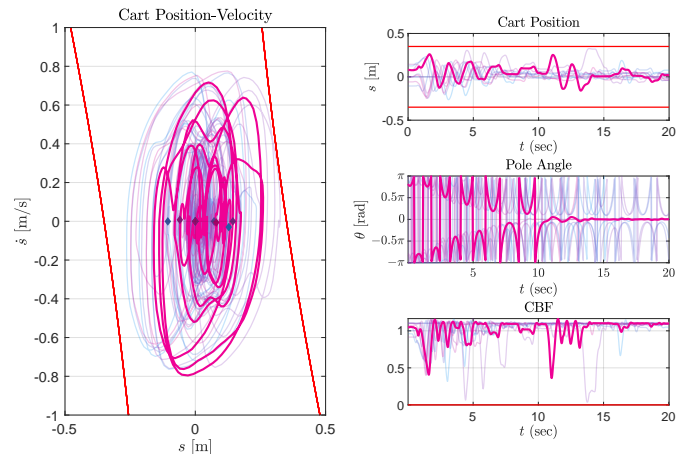 Cart Position-Velocity
1
0.8
0.6
0.4
0.2
0
-0.2
-0.4
-0.6
-0.8
-1
ṡ [m/s]
-0.5
0
0.5
s [m]
Cart Position
0.5
0
-0.5
s [m]
0
5
10
15
20
t (sec)
Pole Angle
π
0.5π
0
−0.5π
−π
θ [rad]
0
5
10
15
20
t (sec)
CBF
1
0
0
5
10
15
20
t (sec)